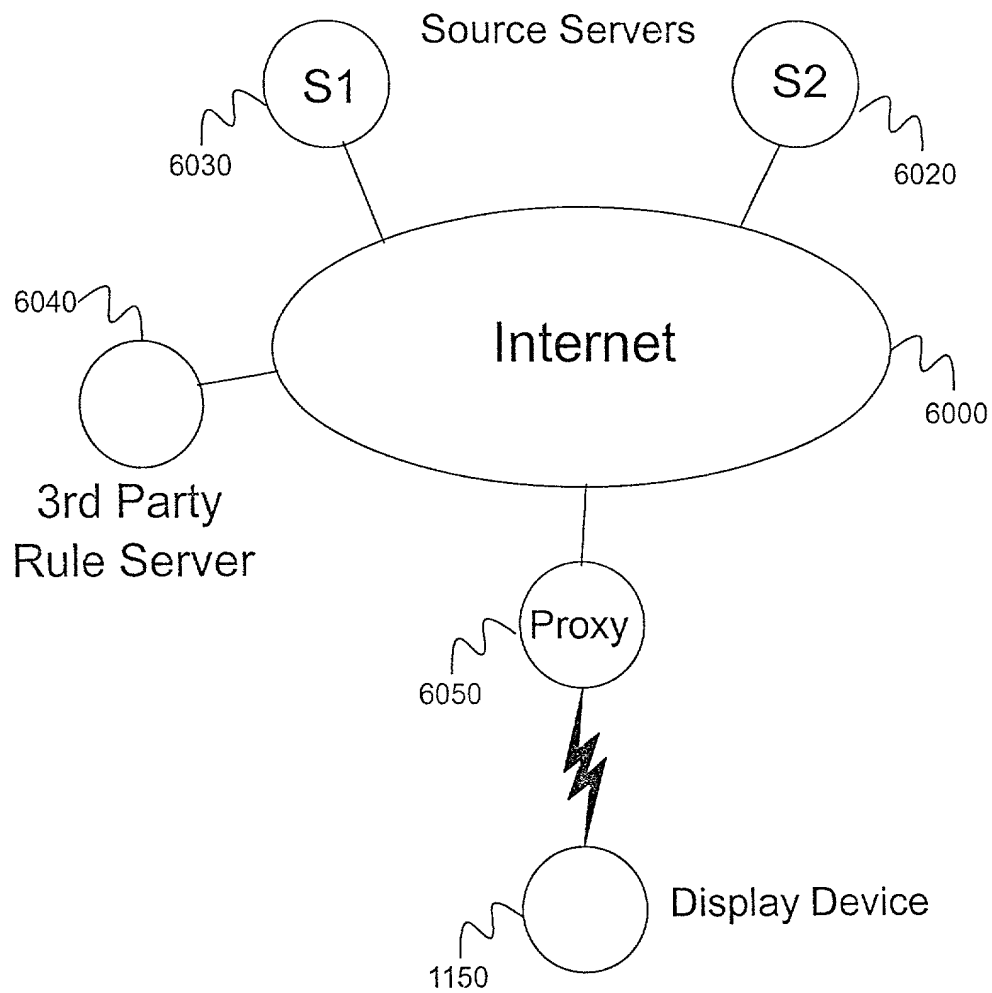 Source Servers
S1
S2
6030
6020
6040
Internet
6000
3rd Party
Rule Server
Proxy
6050
Display Device
1150